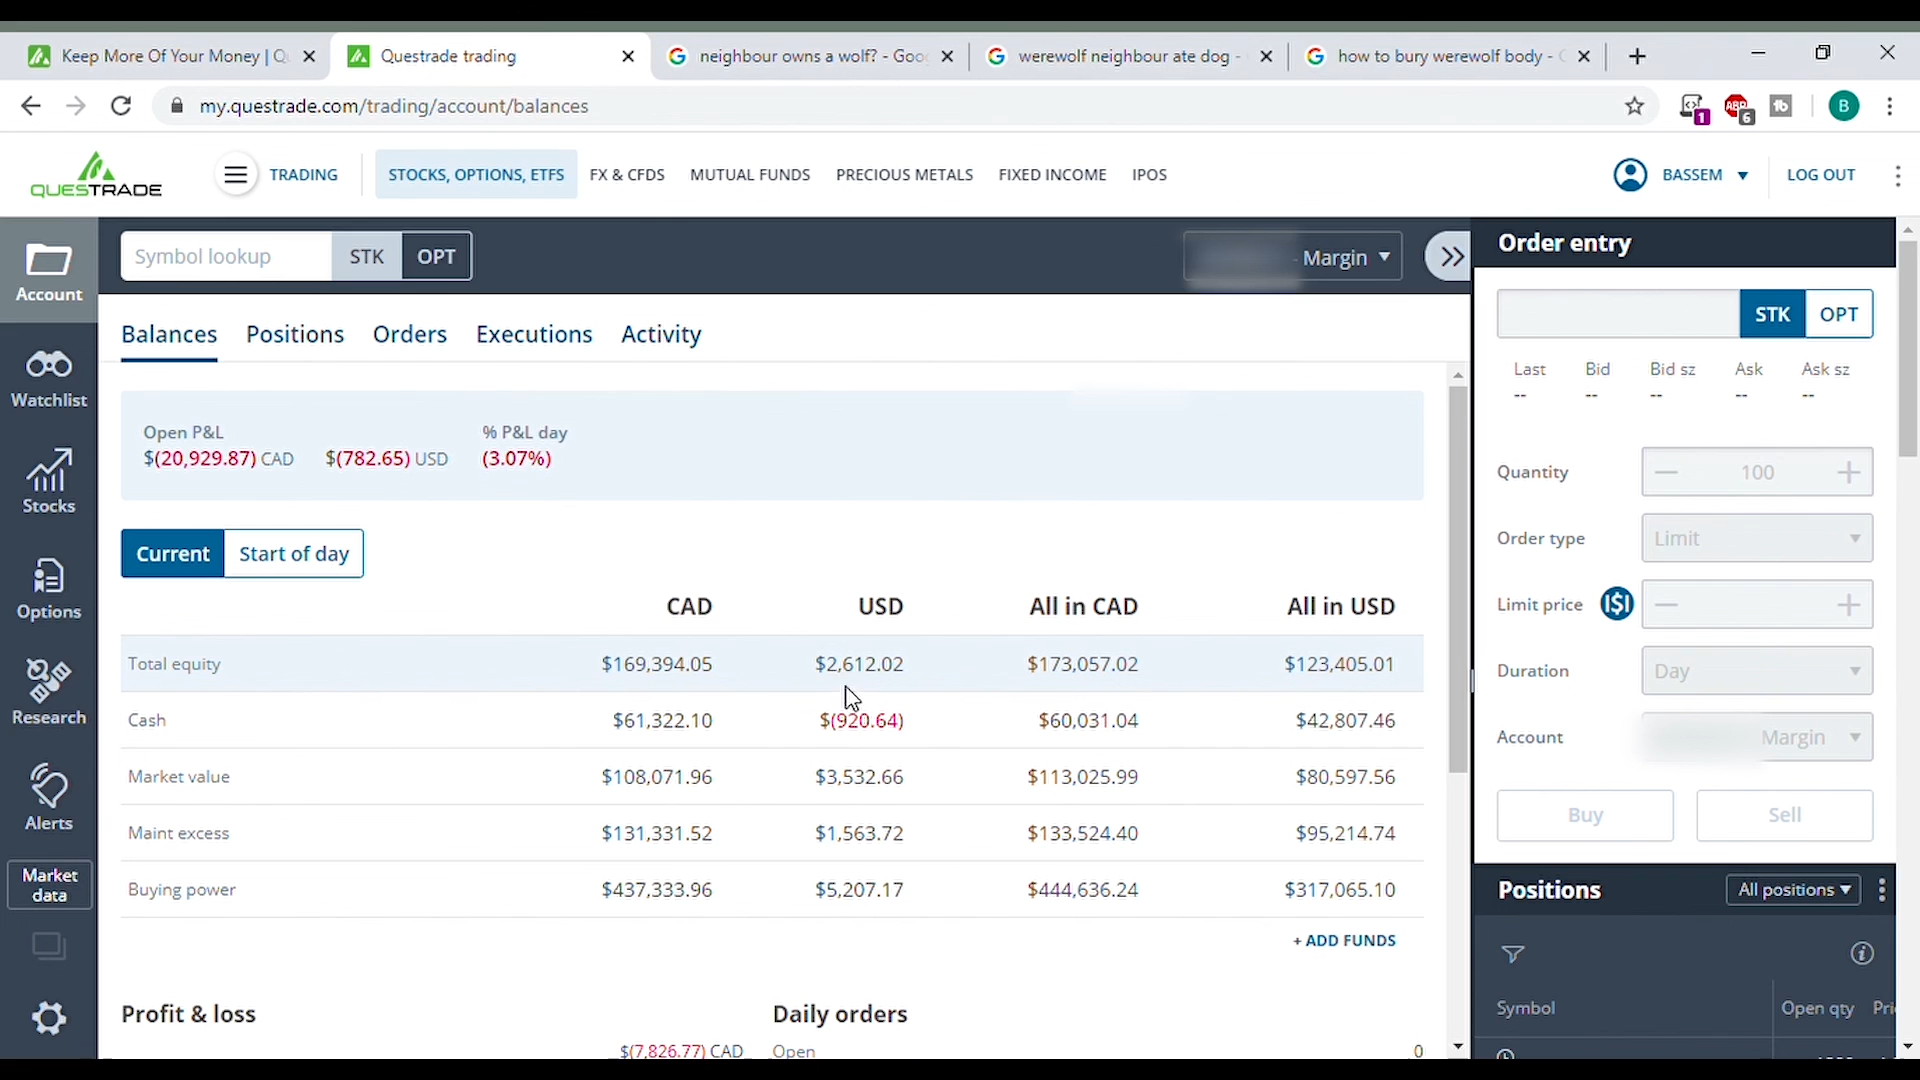 Keep More Of Your Money | Qu
Questrade trading
neighbour owns a wolf? - Goog
werewolf neighbour ate dog -
how to bury werewolf body - G
my.questrade.com/trading/account/balances
1
ABP
6
tb
B
QUESTRADE
TRADING
STOCKS, OPTIONS, ETFS
FX & CFDS
MUTUAL FUNDS
PRECIOUS METALS
FIXED INCOME
IPOS
BASSEM
LOG OUT
Account
Watchlist
Stocks
Options
Research
Alerts
Market
data
Symbol lookup
STK
OPT
- Margin
Balances
Positions
Orders
Executions
Activity
Open P&L
% P&L day
$(20,929.87) CAD $(782.65) USD (3.07%)
Current
Start of day
CAD USD All in CAD All in USD
Total equity $169,394.05 $2,612.02 $173,057.02 $123,405.01
Cash $61,322.10 $(920.64) $60,031.04 $42,807.46
Market value $108,071.96 $3,532.66 $113,025.99 $80,597.56
Maint excess $131,331.52 $1,563.72 $133,524.40 $95,214.74
Buying power $437,333.96 $5,207.17 $444,636.24 $317,065.10
+ ADD FUNDS
Profit & loss
$(7,826.77) CAD
Daily orders
Open 0
Order entry
STK
OPT
Last Bid Bid sz Ask Ask sz
-- -- -- -- --
Quantity 100
Order type Limit
Limit price
Duration Day
Account Margin
Buy
Sell
Positions
All positions
Symbol Open qty Pri